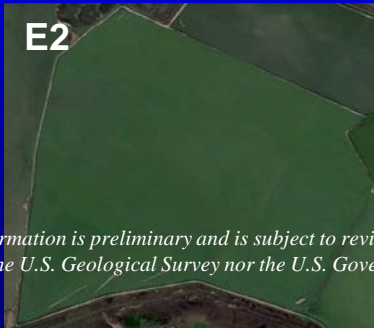 E2
rmation is preliminary and is subject to revi
he U.S. Geological Survey nor the U.S. Gove